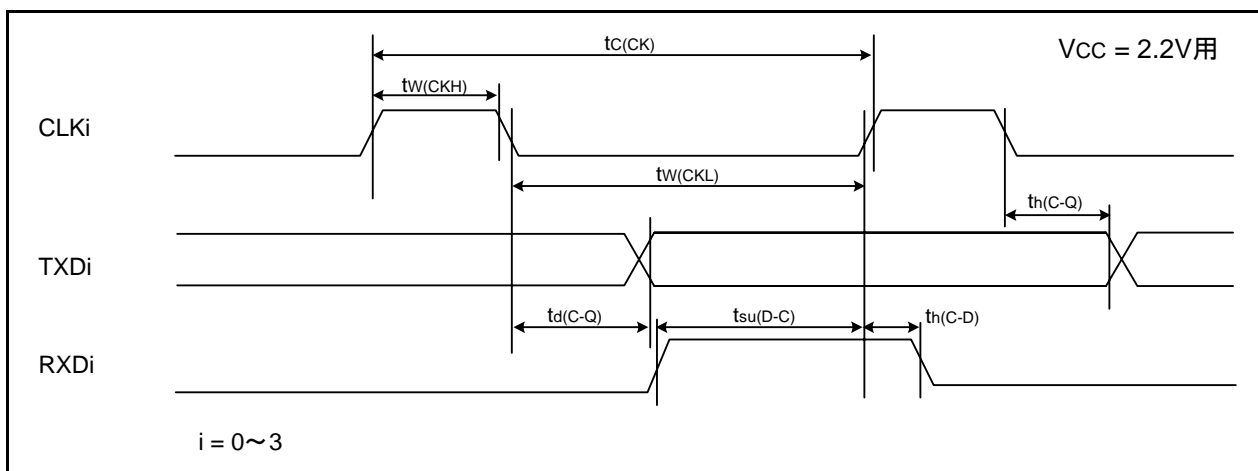 tC(CK)
VCC = 2.2V用
tW(CKH)
CLKi
tW(CKL)
th(C-Q)
TXDi
td(C-Q)
tsu(D-C)
th(C-D)
RXDi
i = 0～3